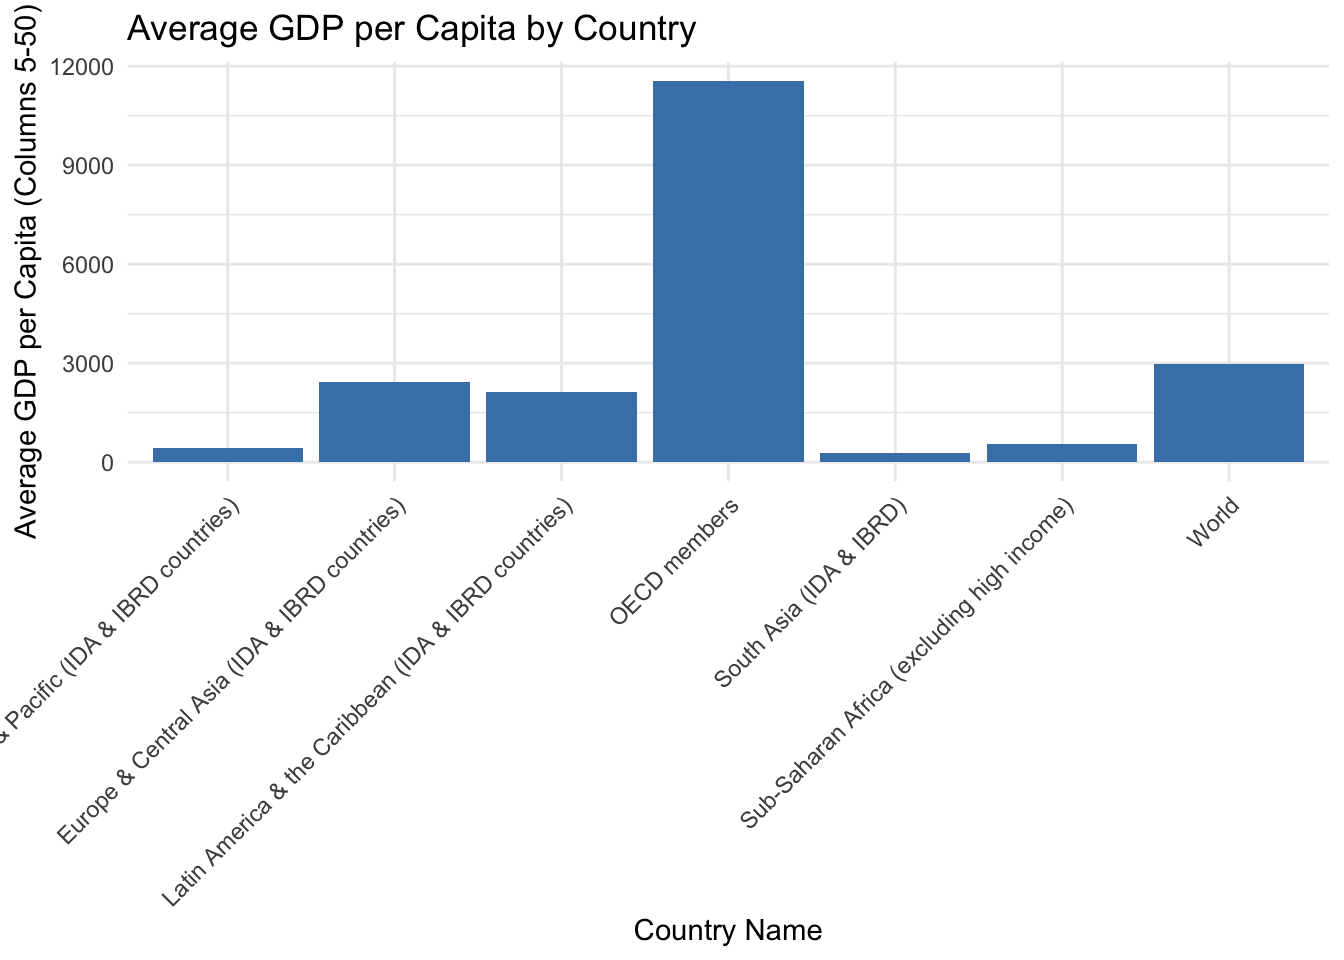 Average GDP per Capita by Country
Average GDP per Capita (Columns 5-50)
12000
9000
6000
3000
0
& Pacific (IDA & IBRD countries)
Europe & Central Asia (IDA & IBRD countries)
Latin America & the Caribbean (IDA & IBRD countries)
OECD members
South Asia (IDA & IBRD)
Sub-Saharan Africa (excluding high income)
World
Country Name